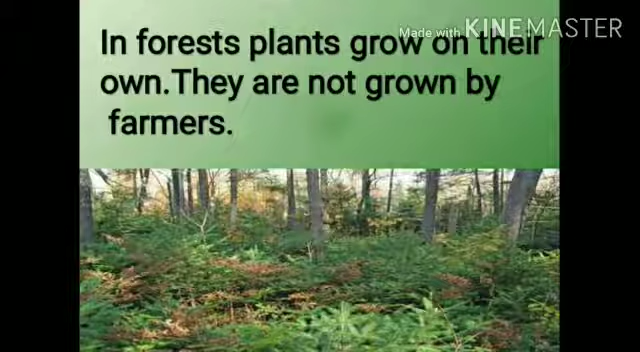 Made with KINEMASTER
In forests plants grow on their
own.They are not grown by
farmers.